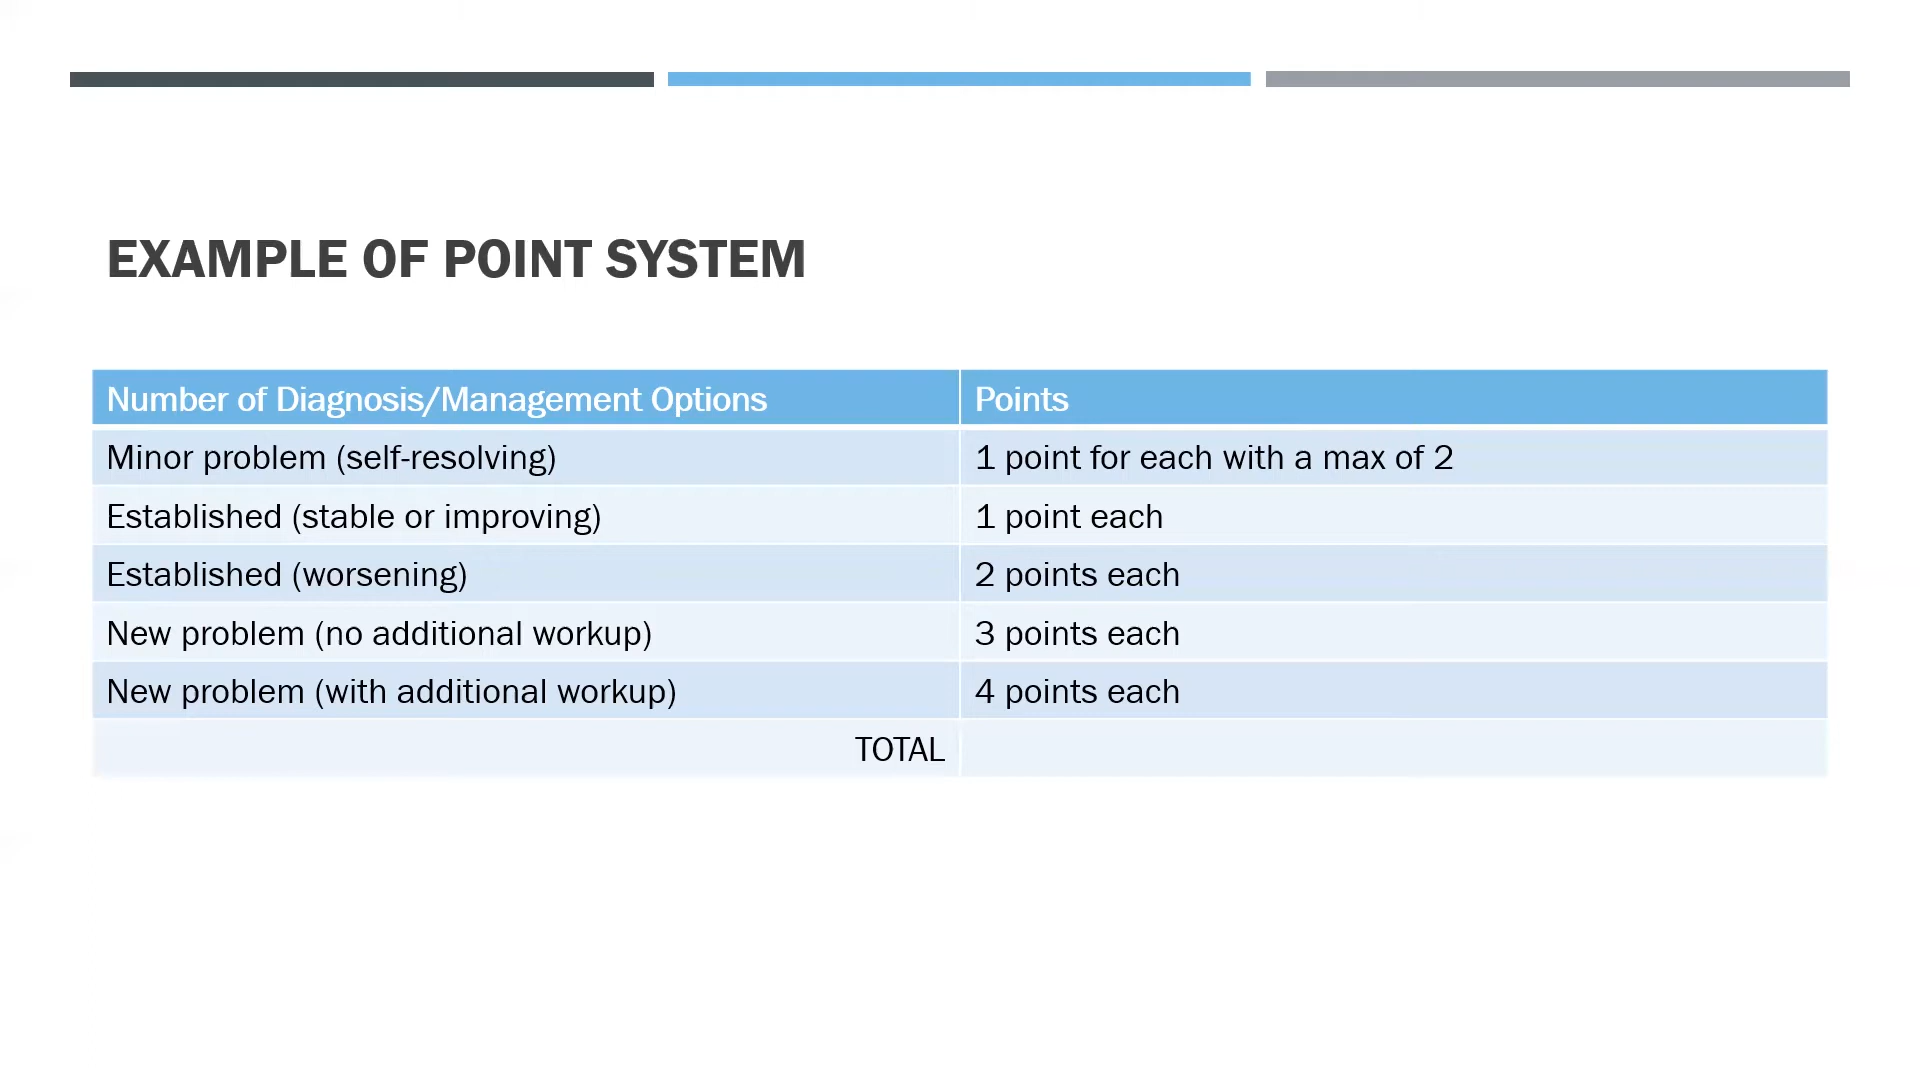 EXAMPLE OF POINT SYSTEM
Number of Diagnosis/Management Options Points
Minor problem (self-resolving) 1 point for each with a max of 2
Established (stable or improving) 1 point each
Established (worsening) 2 points each
New problem (no additional workup) 3 points each
New problem (with additional workup) 4 points each
TOTAL